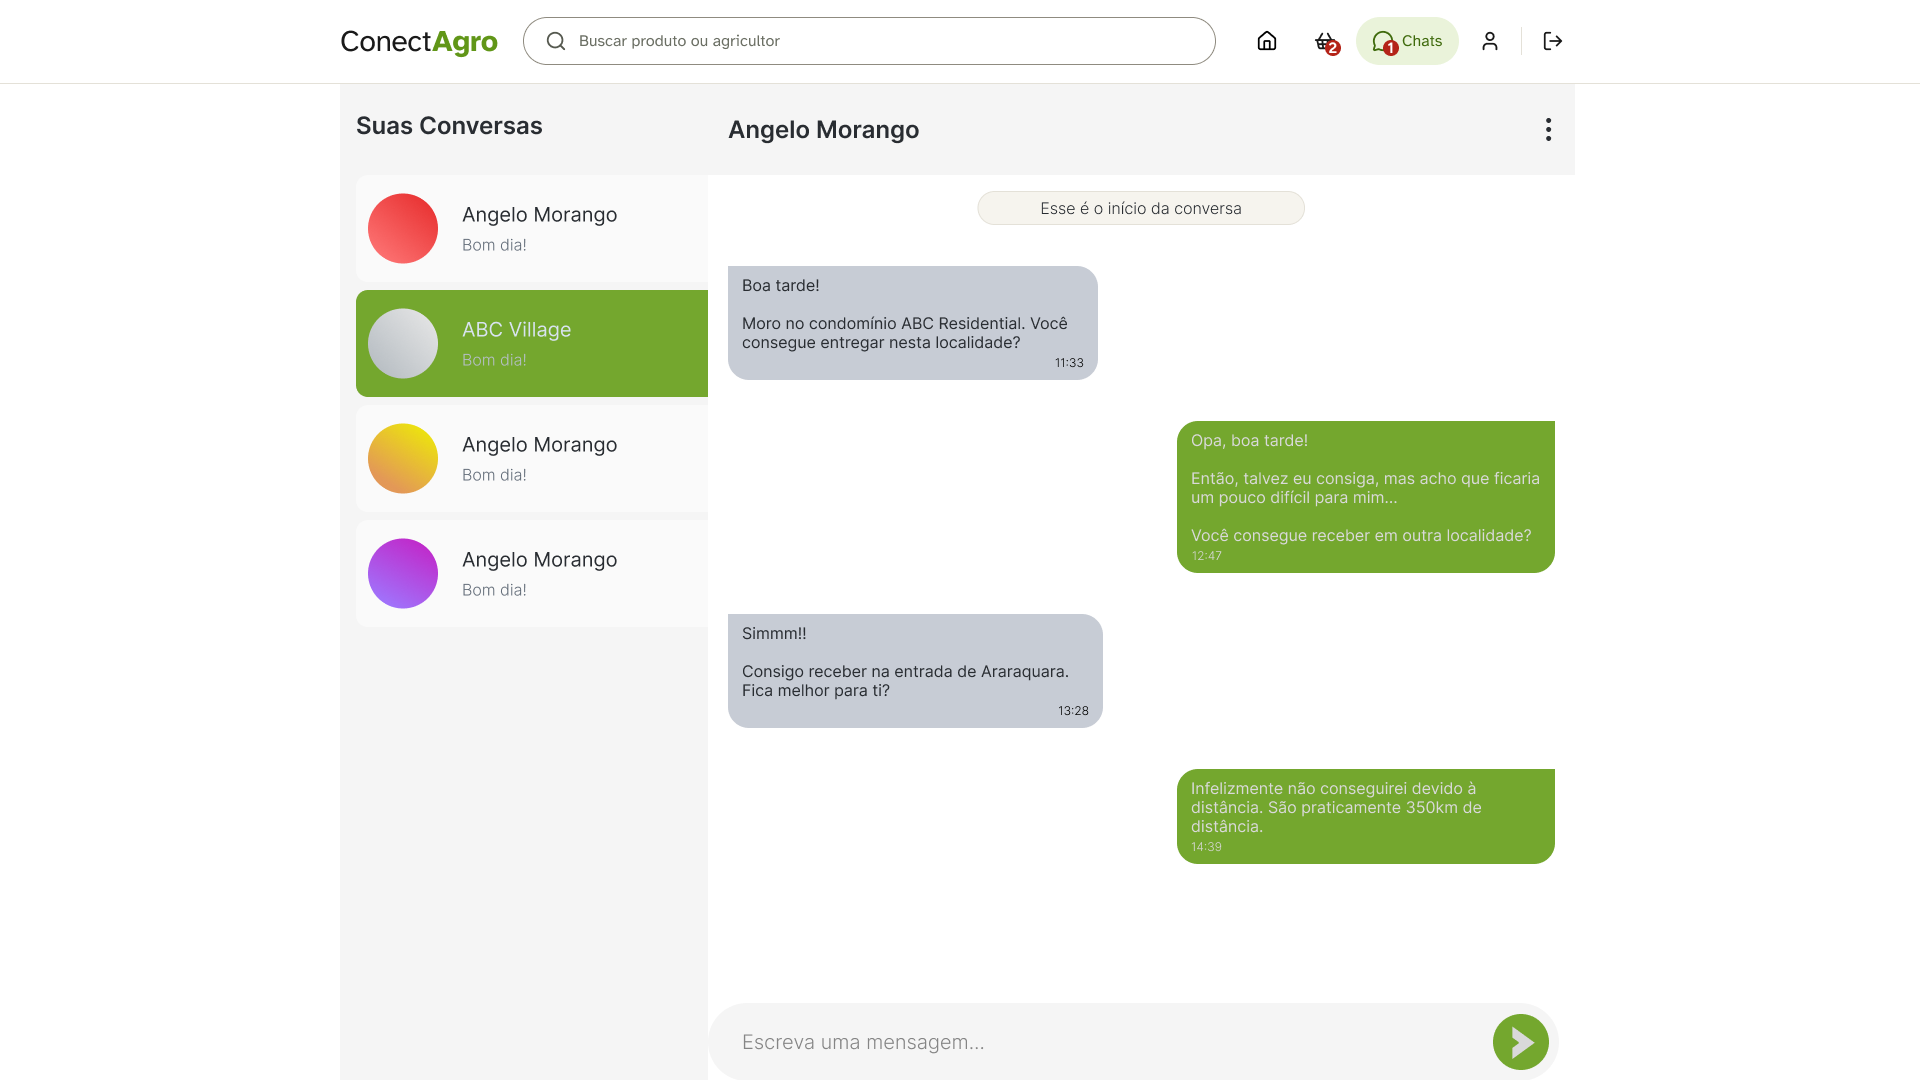 ConectAgro
Buscar produto ou agricultor
2
1
Chats
Suas Conversas
Angelo Morango
Bom dia!
ABC Village
Bom dia!
Angelo Morango
Bom dia!
Angelo Morango
Bom dia!
Angelo Morango
Esse é o início da conversa
Boa tarde!
Moro no condomínio ABC Residential. Você
consegue entregar nesta localidade?
11:33
Opa, boa tarde!
Então, talvez eu consiga, mas acho que ficaria
um pouco difícil para mim...
Você consegue receber em outra localidade?
12:47
Simmm!!
Consigo receber na entrada de Araraquara.
Fica melhor para ti?
13:28
Infelizmente não conseguirei devido à
distância. São praticamente 350km de
distância.
14:39
Escreva uma mensagem...